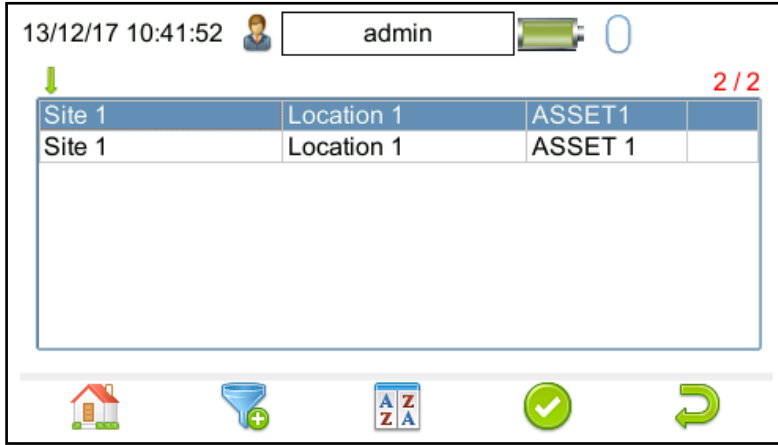 13/12/17 10:41:52 admin
2 / 2
Site 1 Location 1 ASSET1
Site 1 Location 1 ASSET 1
A Z
Z A